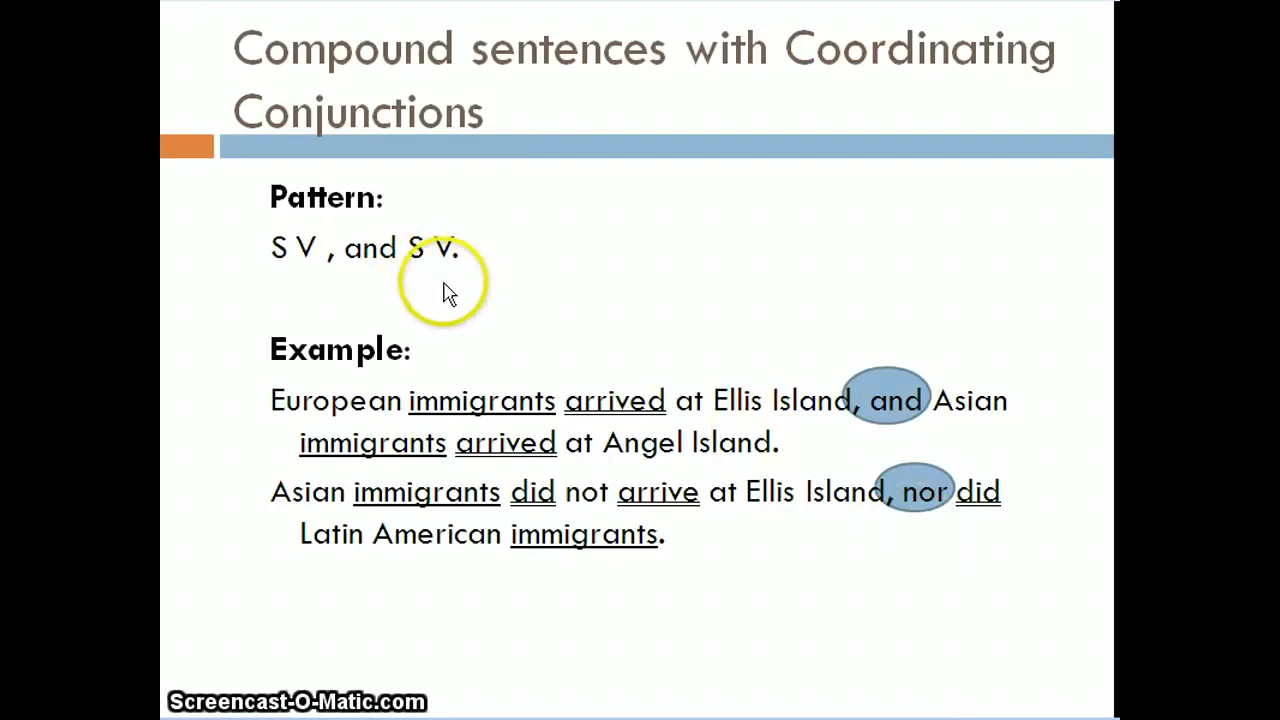 Compound sentences with Coordinating
Conjunctions
Pattern:
S V , and S V.
Example:
European immigrants arrived at Ellis Island, and Asian
immigrants arrived at Angel Island.
Asian immigrants did not arrive at Ellis Island, nor did
Latin American immigrants.
Screencast-O-Matic.com